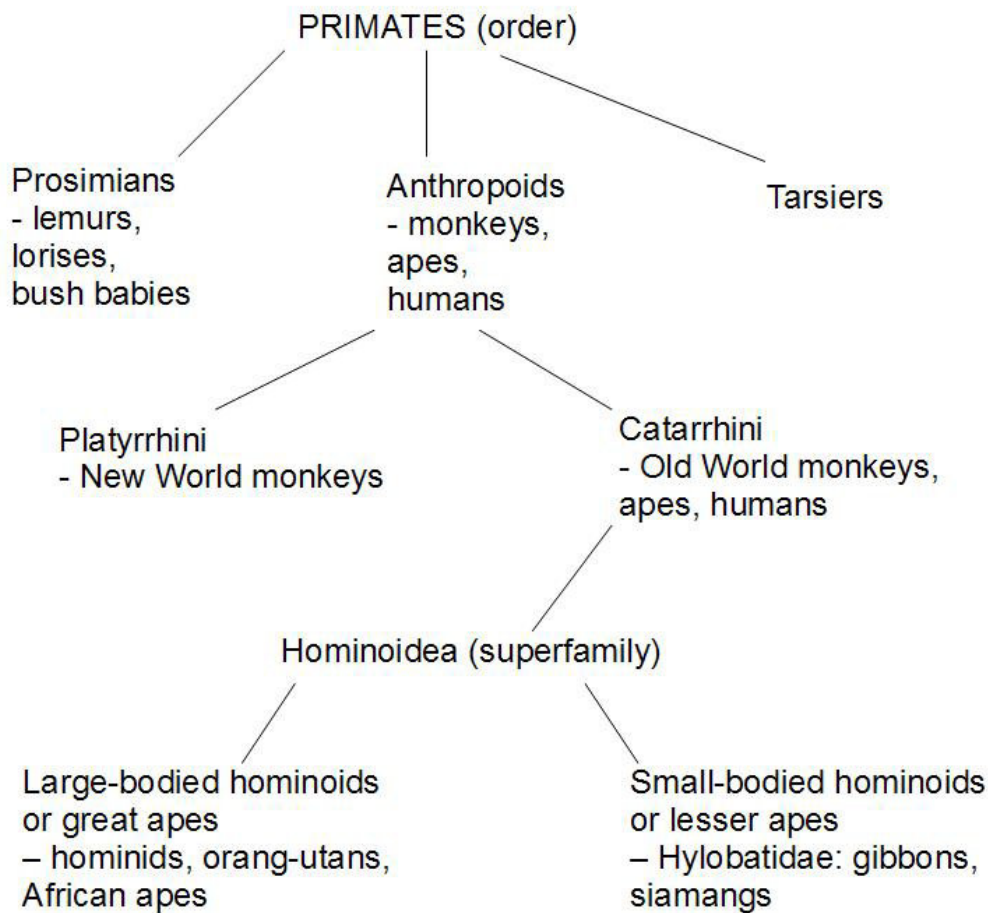 PRIMATES (order)
Prosimians
- lemurs,
lorises,
bush babies
Anthropoids
- monkeys,
apes,
humans
Tarsiers
Platyrrhini
- New World monkeys
Catarrhini
- Old World monkeys,
apes, humans
Hominoidea (superfamily)
Large-bodied hominoids
or great apes
– hominids, orang-utans,
African apes
Small-bodied hominoids
or lesser apes
– Hylobatidae: gibbons,
siamangs